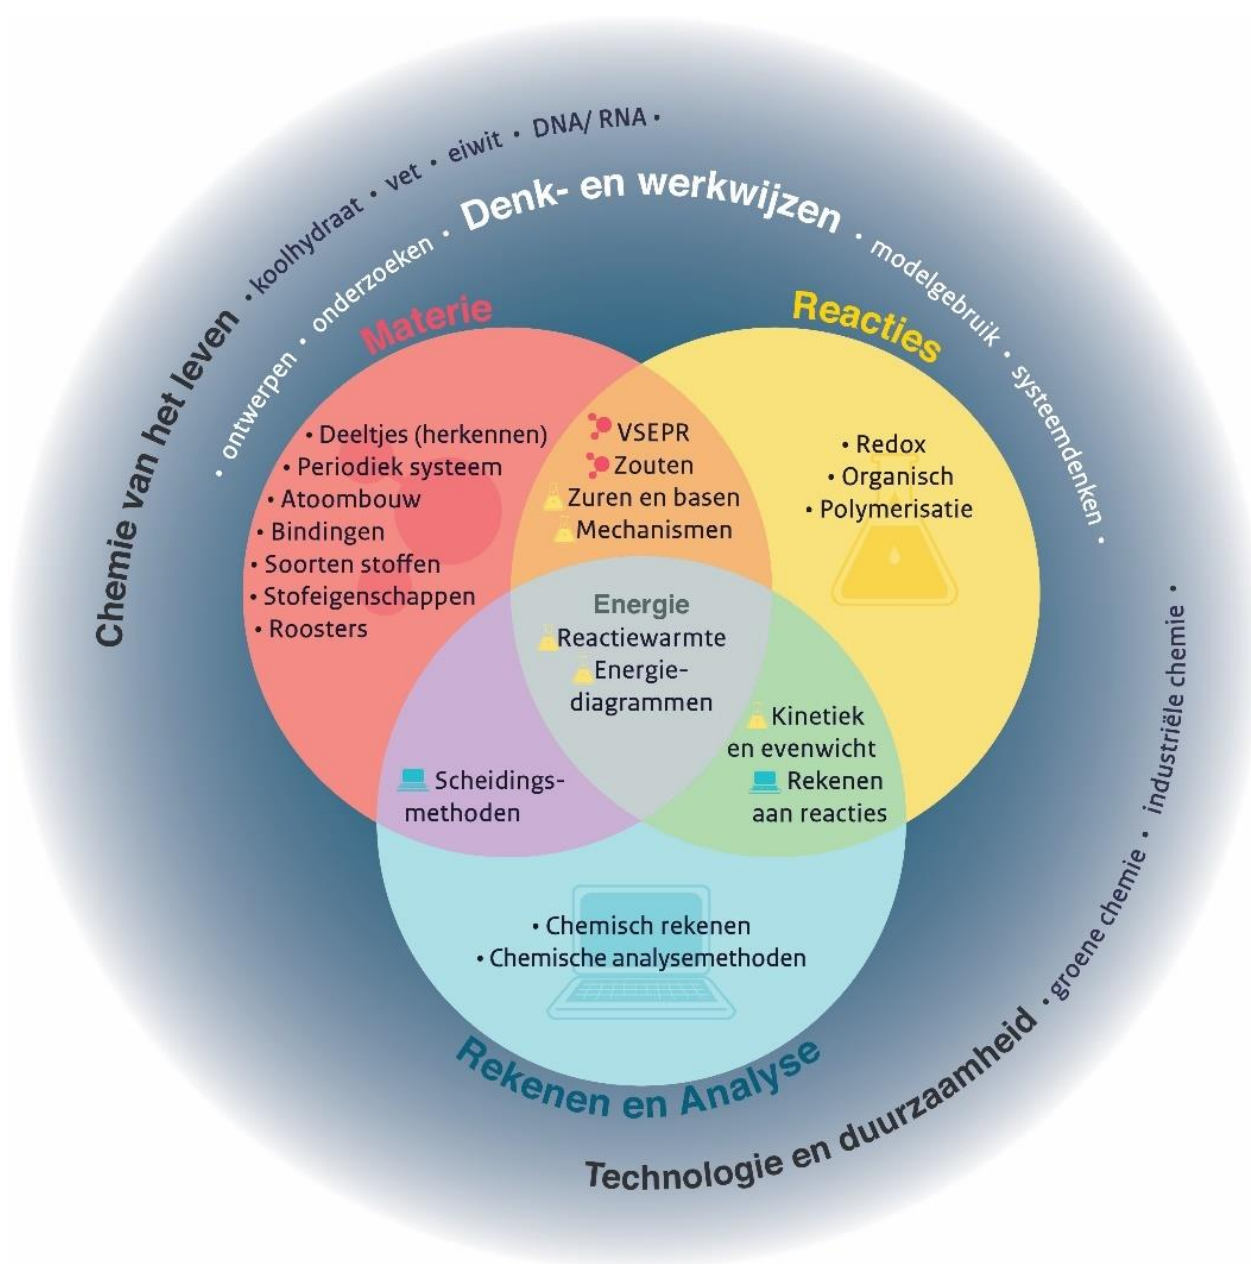 Chemie van het leven • koolhydraat • vet • eiwit • DNA/ RNA •
• ontwerpen • onderzoeken • Denk- en werkwijzen • modelgebruik • systeemdenken •
Materie
Reacties
• Deeltjes (herkennen)
• Periodiek systeem
• Atoombouw
• Bindingen
• Soorten stoffen
• Stofeigenschappen
• Roosters
VSEPR
Zouten
Zuren en basen
Mechanismen
• Redox
• Organisch
• Polymerisatie
Energie
Reactiewarmte
Energie-
diagrammen
Kinetiek
en evenwicht
Rekenen
aan reacties
Scheidings-
methoden
• Chemisch rekenen
• Chemische analysemethoden
Rekenen en Analyse
Technologie en duurzaamheid • groene chemie • industriële chemie •